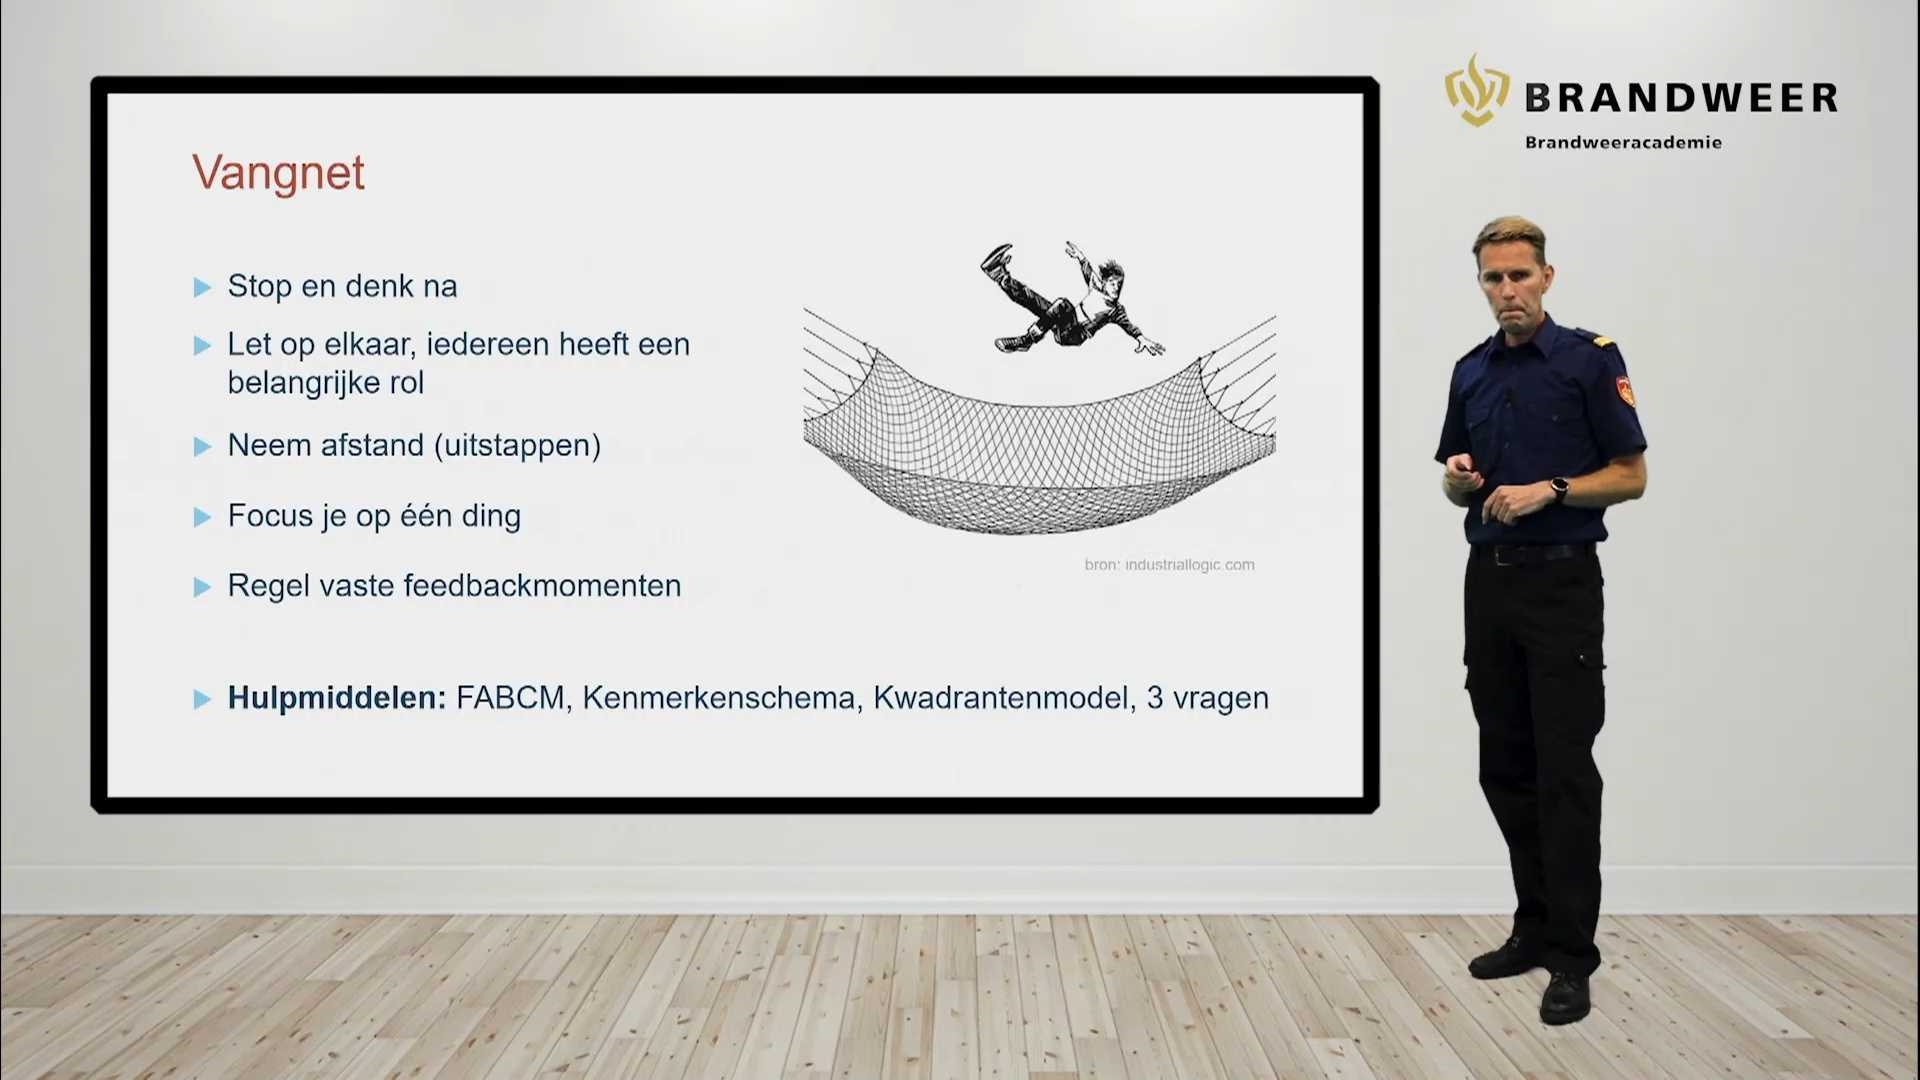 BRANDWEER
Brandweeracademie
Vangnet
Stop en denk na
Let op elkaar, iedereen heeft een
belangrijke rol
Neem afstand (uitstappen)
Focus je op één ding
Regel vaste feedbackmomenten
bron: industriallogic.com
Hulpmiddelen: FABCM, Kenmerkenschema, Kwadrantenmodel, 3 vragen